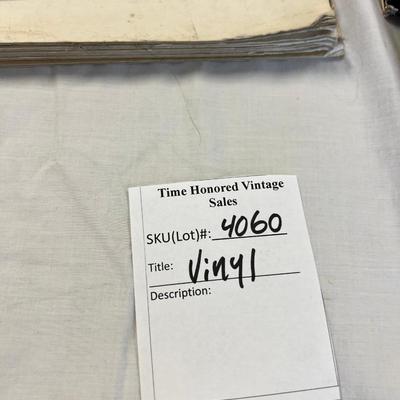 Time Honored Vintage
Sales
SKU(Lot)#: 4060
Title: Vinyl
Description: